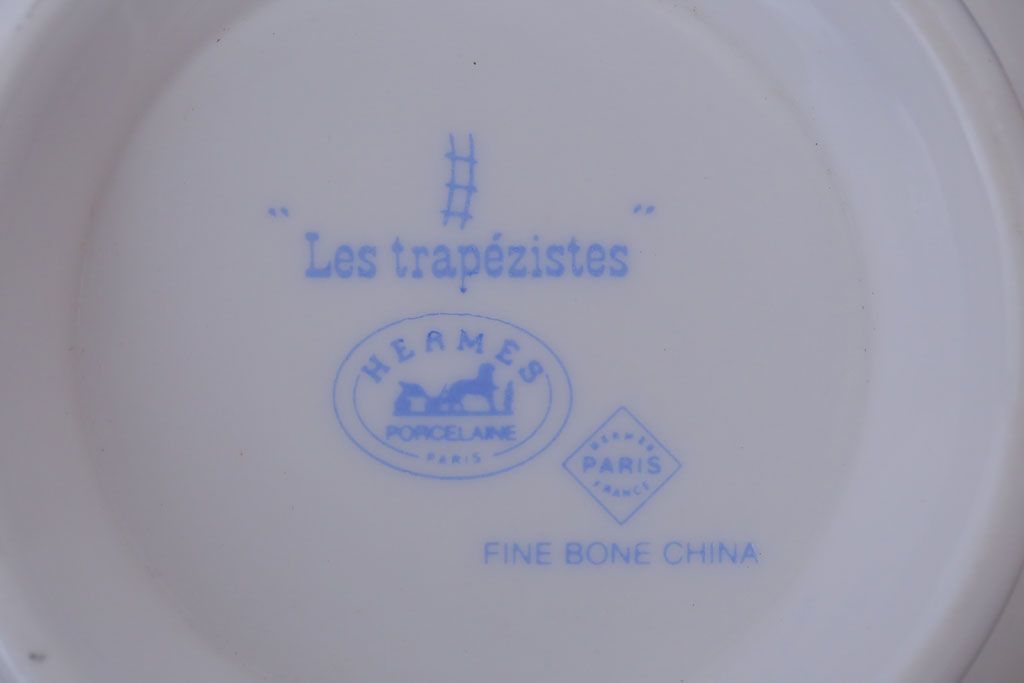 " Les trapézistes "
HERMES
PORCELAINE
PARIS
HERMES
PARIS
FRANCE
FINE BONE CHINA